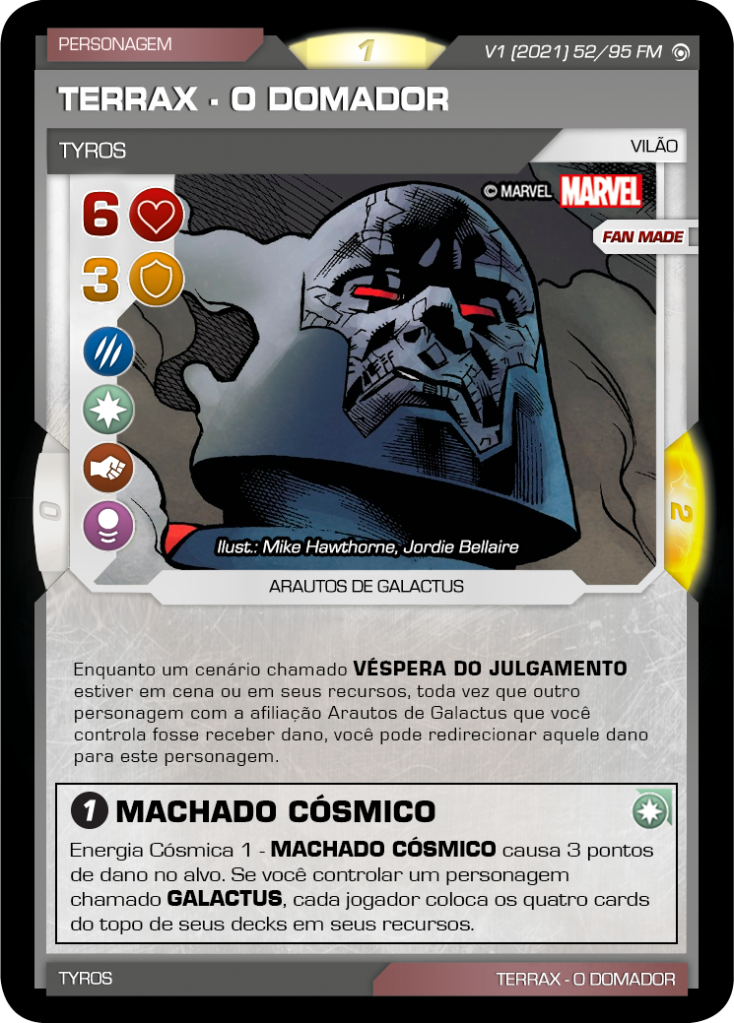 PERSONAGEM
1
V1 (2021) 52/95 FM
TERRAX - O DOMADOR
TYROS
VILÃO
© MARVEL MARVEL
6
FAN MADE
3
0
2
Ilust.: Mike Hawthorne, Jordie Bellaire
ARAUTOS DE GALACTUS
Enquanto um cenário chamado VÉSPERA DO JULGAMENTO
estiver em cena ou em seus recursos, toda vez que outro
personagem com a afiliação Arautos de Galactus que você
controla fosse receber dano, você pode redirecionar aquele dano
para este personagem.
1 MACHADO CÓSMICO
Energia Cósmica 1 - MACHADO CÓSMICO causa 3 pontos
de dano no alvo. Se você controlar um personagem
chamado GALACTUS, cada jogador coloca os quatro cards
do topo de seus decks em seus recursos.
TYROS
TERRAX - O DOMADOR